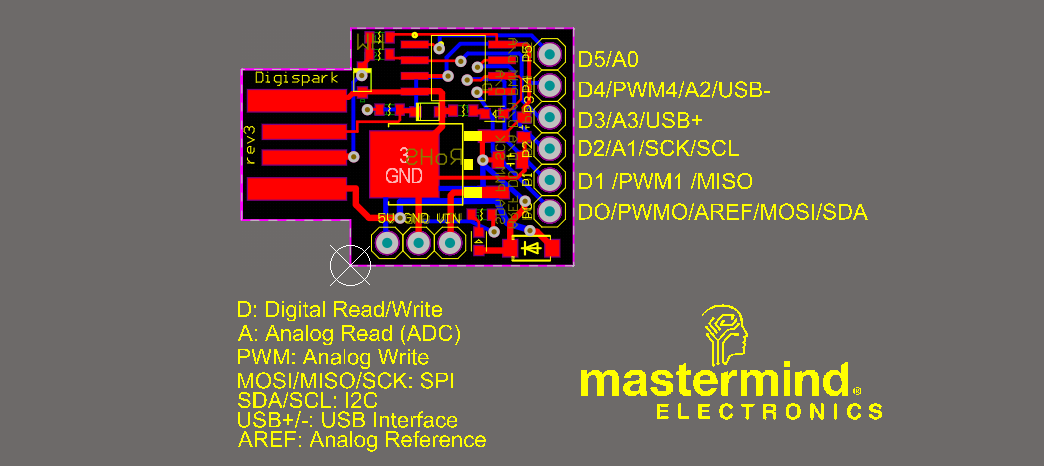 Digispark
rev3
3
GND
RoHS
5V GND VIN
P5
P4
P3
P2
P1
P0
D5/A0
D4/PWM4/A2/USB-
D3/A3/USB+
D2/A1/SCK/SCL
D1 /PWM1 /MISO
DO/PWMO/AREF/MOSI/SDA
D: Digital Read/Write
A: Analog Read (ADC)
PWM: Analog Write
MOSI/MISO/SCK: SPI
SDA/SCL: I2C
USB+/-: USB Interface
AREF: Analog Reference
mastermind®
ELECTRONICS